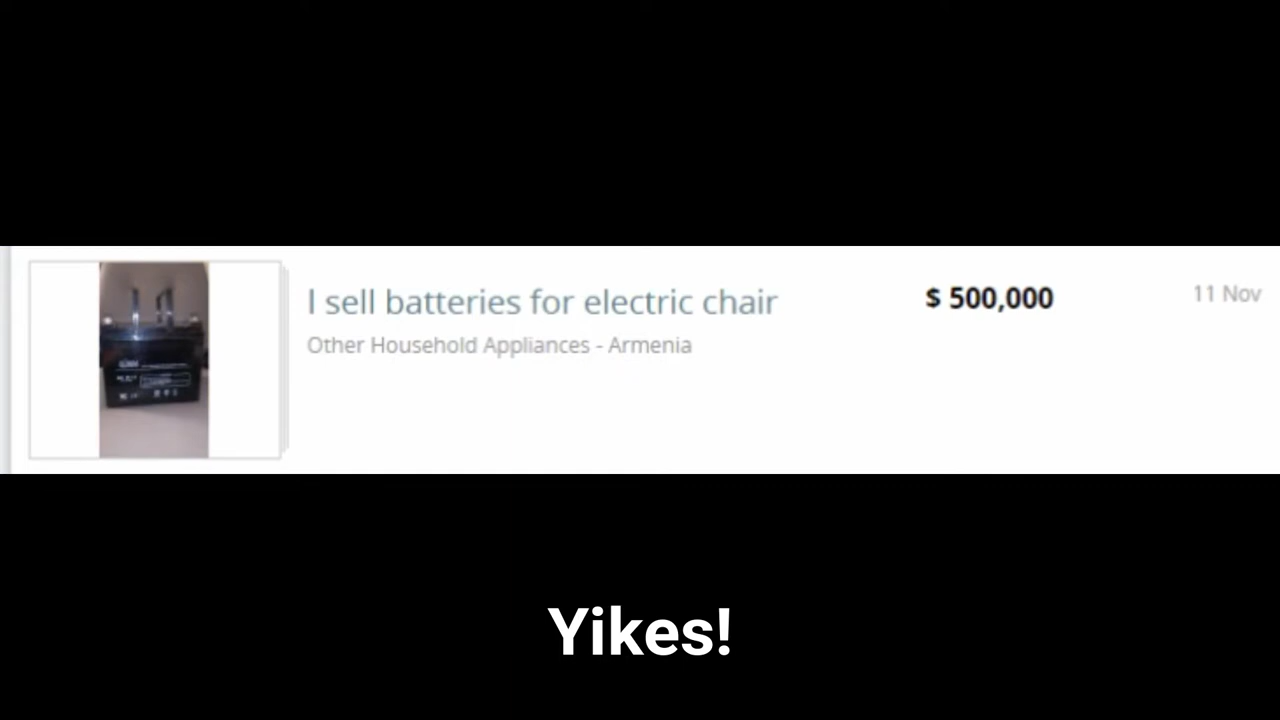 I sell batteries for electric chair
$ 500,000
11 Nov
Other Household Appliances - Armenia
Yikes!